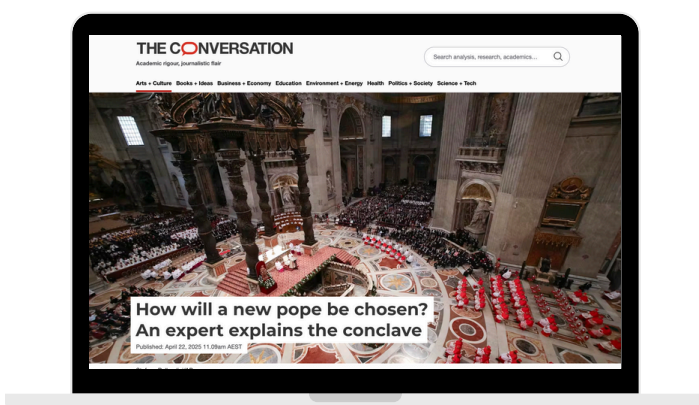 THE CONVERSATION
Academic rigour, journalistic flair
Search analysis, research, academics...
Arts + Culture Books + Ideas Business + Economy Education Environment + Energy Health Politics + Society Science + Tech
How will a new pope be chosen?
An expert explains the conclave
Published: April 22, 2025 11.09am AEST